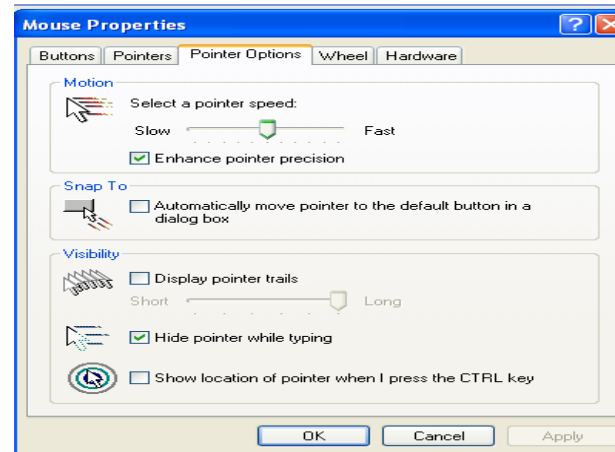 Mouse Properties
Buttons Pointers Pointer Options Wheel Hardware
Motion
Select a pointer speed:
Slow Fast
Enhance pointer precision
Snap To
Automatically move pointer to the default button in a
dialog box
Visibility
Display pointer trails
Short Long
Hide pointer while typing
Show location of pointer when I press the CTRL key
OK Cancel Apply